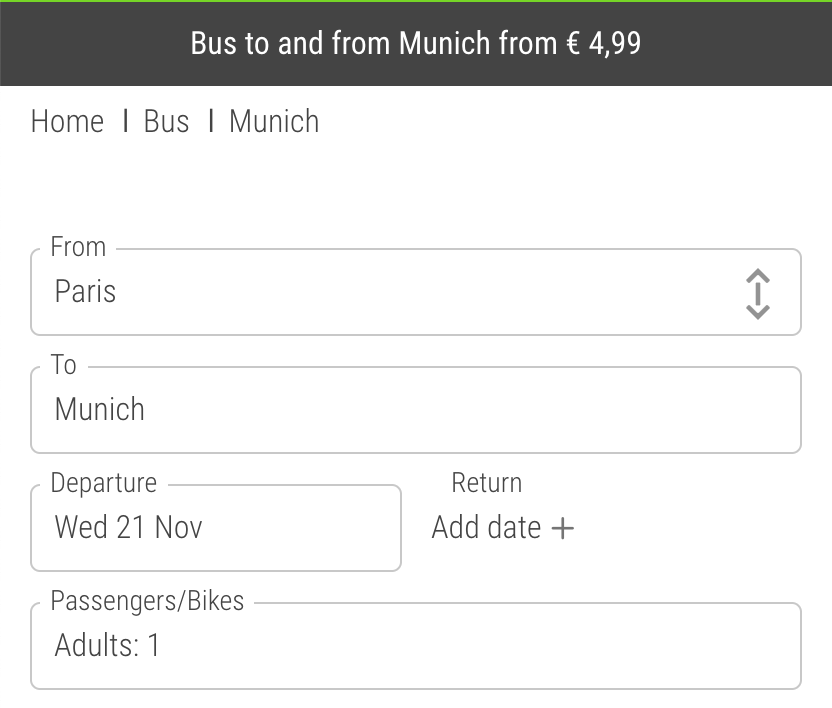 Bus to and from Munich from € 4,99
Home | Bus | Munich
From
Paris
To
Munich
Departure
Return
Wed 21 Nov
Add date +
Passengers/Bikes
Adults: 1